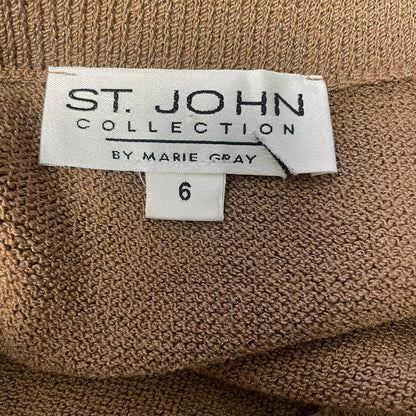 ST. JOHN
COLLECTION
BY MARIE GRAY
6